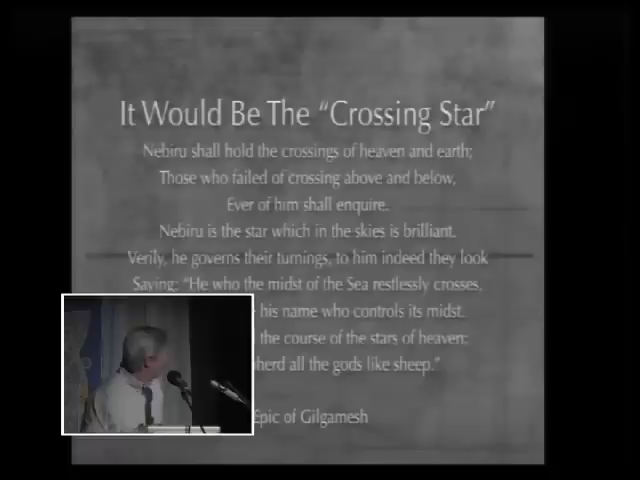 It Would Be The “Crossing Star”
Nebiru shall hold the crossings of heaven and earth;
Those who failed of crossing above and below,
Ever of him shall enquire.
Nebiru is the star which in the skies is brilliant.
Verily, he governs their turnings, to him indeed they look
Saying: “He who the midst of the Sea restlessly crosses,
his name who controls its midst.
the course of the stars of heaven;
all the gods like sheep.”
Epic of Gilgamesh